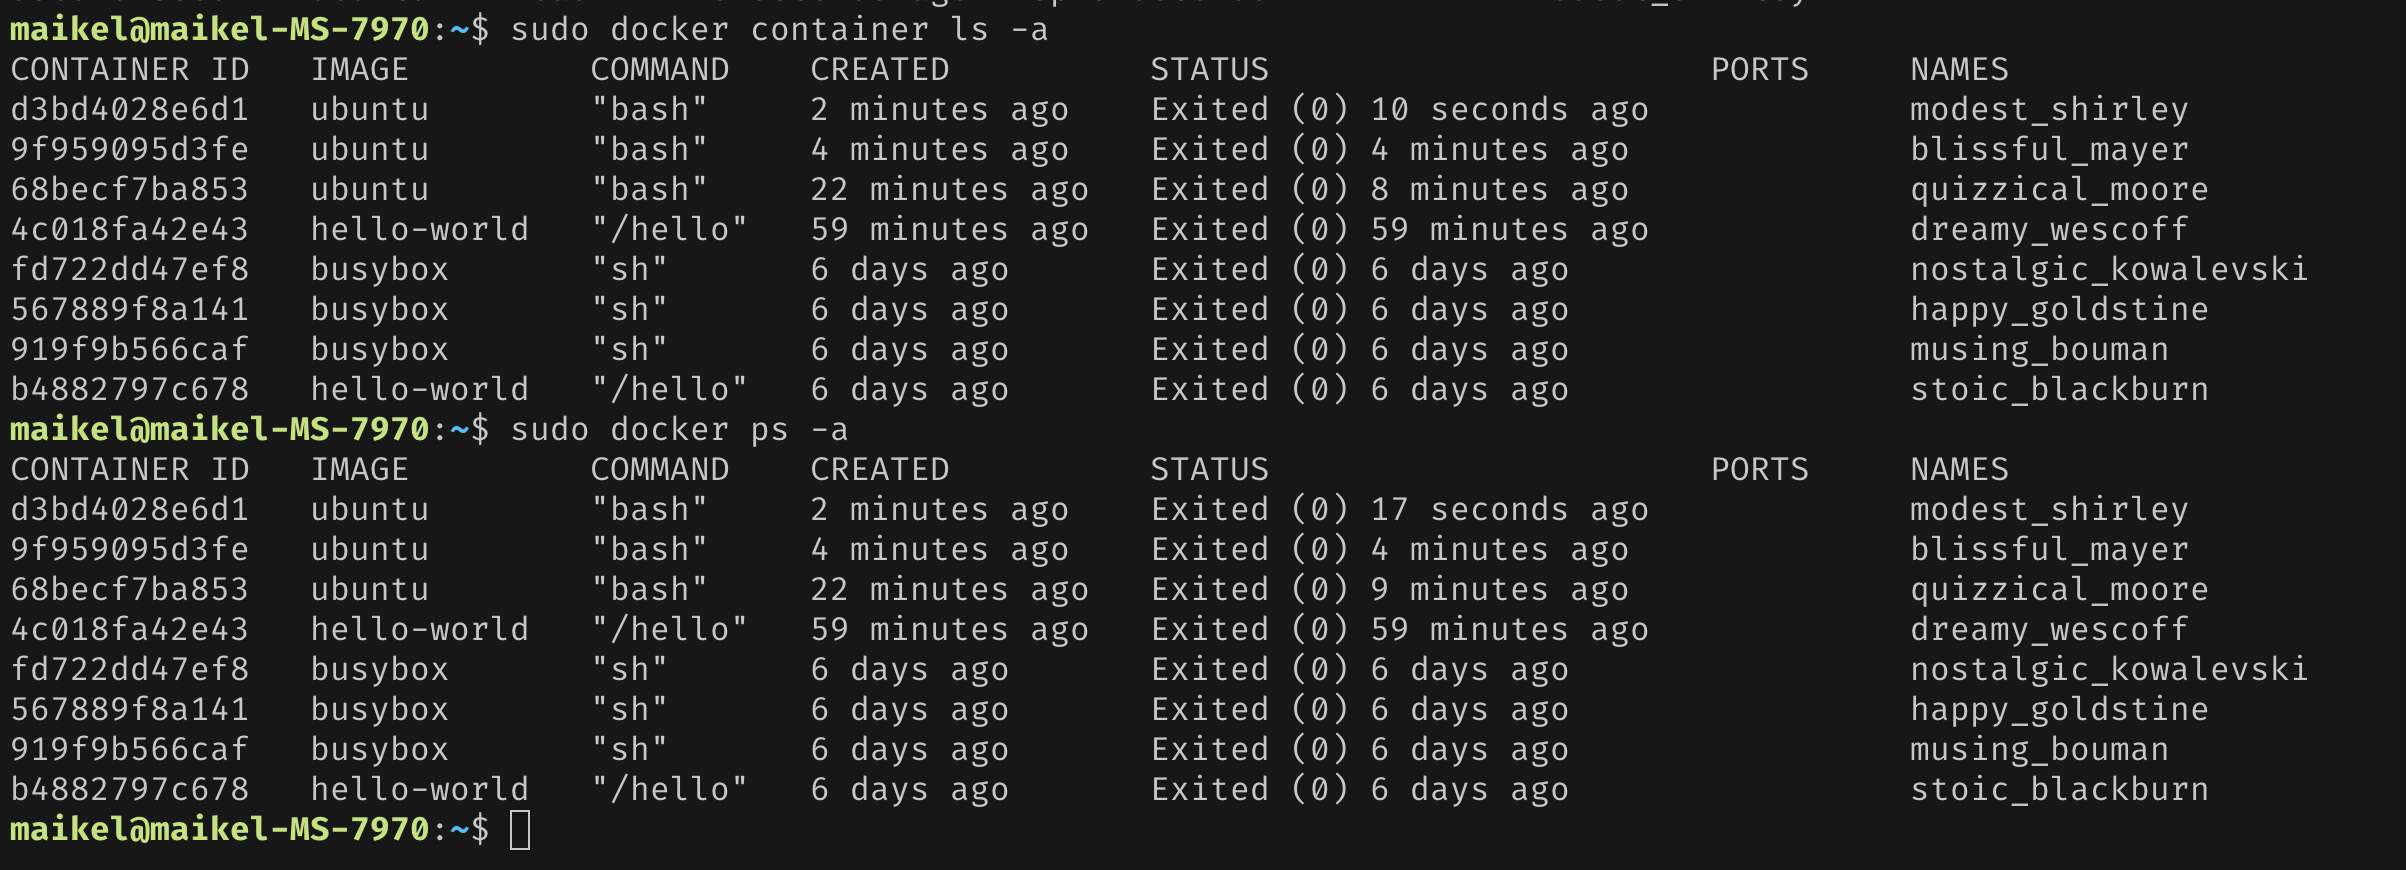 maikel@maikel-MS-7970:~$ sudo docker container ls -a
CONTAINER ID   IMAGE         COMMAND    CREATED          STATUS                      PORTS     NAMES
d3bd4028e6d1   ubuntu        "bash"     2 minutes ago    Exited (0) 10 seconds ago             modest_shirley
9f959095d3fe   ubuntu        "bash"     4 minutes ago    Exited (0) 4 minutes ago              blissful_mayer
68becf7ba853   ubuntu        "bash"     22 minutes ago   Exited (0) 8 minutes ago              quizzical_moore
4c018fa42e43   hello-world   "/hello"   59 minutes ago   Exited (0) 59 minutes ago             dreamy_wescoff
fd722dd47ef8   busybox       "sh"       6 days ago       Exited (0) 6 days ago                 nostalgic_kowalevski
567889f8a141   busybox       "sh"       6 days ago       Exited (0) 6 days ago                 happy_goldstine
919f9b566caf   busybox       "sh"       6 days ago       Exited (0) 6 days ago                 musing_bouman
b4882797c678   hello-world   "/hello"   6 days ago       Exited (0) 6 days ago                 stoic_blackburn
maikel@maikel-MS-7970:~$ sudo docker ps -a
CONTAINER ID   IMAGE         COMMAND    CREATED          STATUS                      PORTS     NAMES
d3bd4028e6d1   ubuntu        "bash"     2 minutes ago    Exited (0) 17 seconds ago             modest_shirley
9f959095d3fe   ubuntu        "bash"     4 minutes ago    Exited (0) 4 minutes ago              blissful_mayer
68becf7ba853   ubuntu        "bash"     22 minutes ago   Exited (0) 9 minutes ago              quizzical_moore
4c018fa42e43   hello-world   "/hello"   59 minutes ago   Exited (0) 59 minutes ago             dreamy_wescoff
fd722dd47ef8   busybox       "sh"       6 days ago       Exited (0) 6 days ago                 nostalgic_kowalevski
567889f8a141   busybox       "sh"       6 days ago       Exited (0) 6 days ago                 happy_goldstine
919f9b566caf   busybox       "sh"       6 days ago       Exited (0) 6 days ago                 musing_bouman
b4882797c678   hello-world   "/hello"   6 days ago       Exited (0) 6 days ago                 stoic_blackburn
maikel@maikel-MS-7970:~$